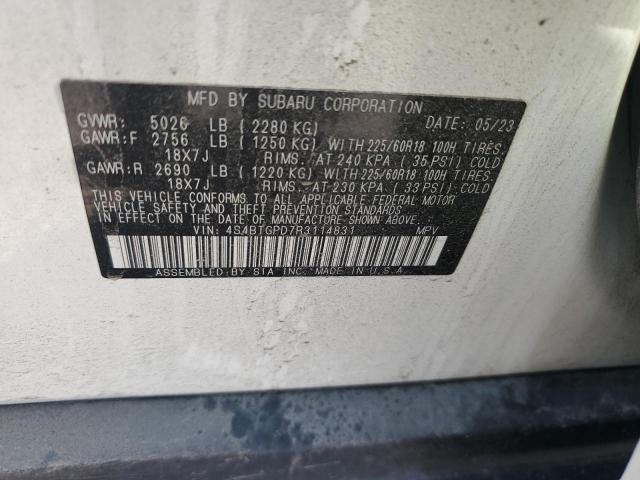 MFD BY SUBARU CORPORATION DATE: 05/23
GVWR: 5026 LB ( 2280 KG)
GAWR:F 2756 LB ( 1250 KG) WITH 225/60R18 100H TIRES.
18X7J RIMS. AT 240 KPA ( 35 PSI) COLD
GAWR:R 2690 LB ( 1220 KG) WITH 225/60R18 100H TIRES.
18X7J RIMS. AT 230 KPA ( 33 PSI) COLD
THIS VEHICLE CONFORMS TO ALL APPLICABLE FEDERAL MOTOR
VEHICLE SAFETY AND THEFT PREVENTION STANDARDS
IN EFFECT ON THE DATE OF MANUFACTURE SHOWN ABOVE.
VIN: 4S4BTGPD7R3114831 MPV
ASSEMBLED BY SIA INC. MADE IN U.S.A.